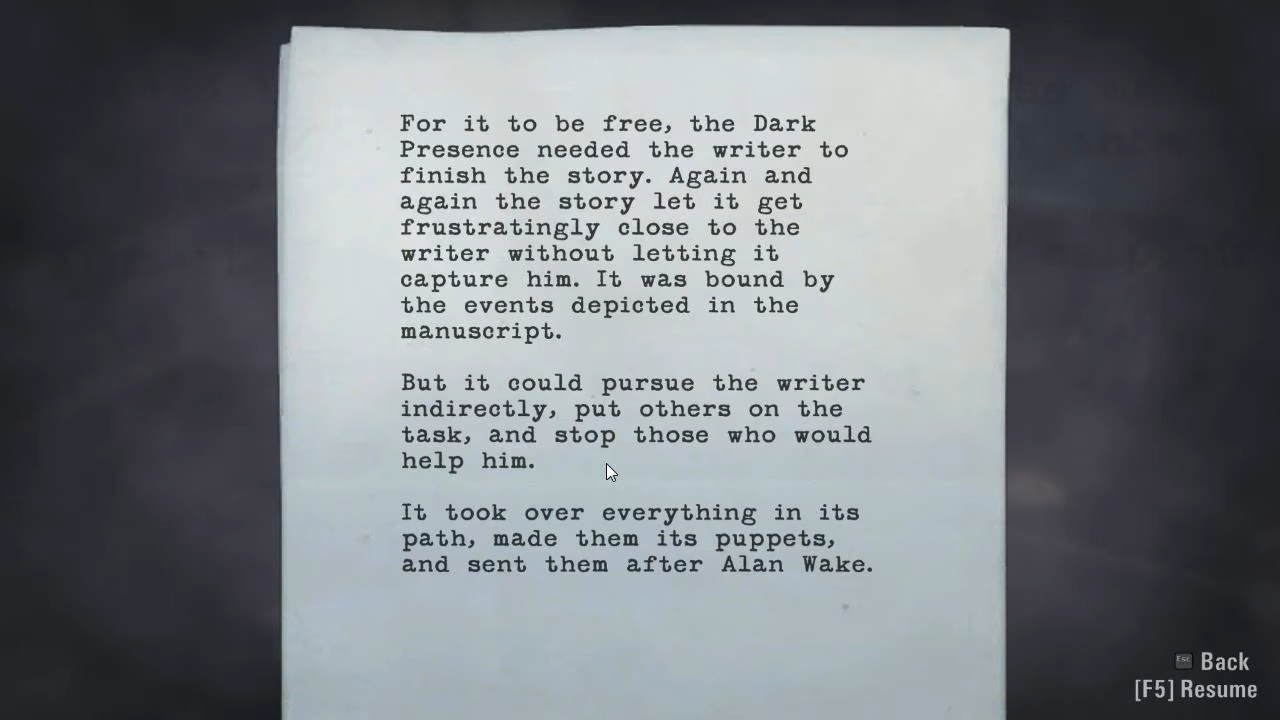 For it to be free, the Dark
Presence needed the writer to
finish the story. Again and
again the story let it get
frustratingly close to the
writer without letting it
capture him. It was bound by
the events depicted in the
manuscript.
But it could pursue the writer
indirectly, put others on the
task, and stop those who would
help him.
It took over everything in its
path, made them its puppets,
and sent them after Alan Wake.
Esc Back
[F5] Resume